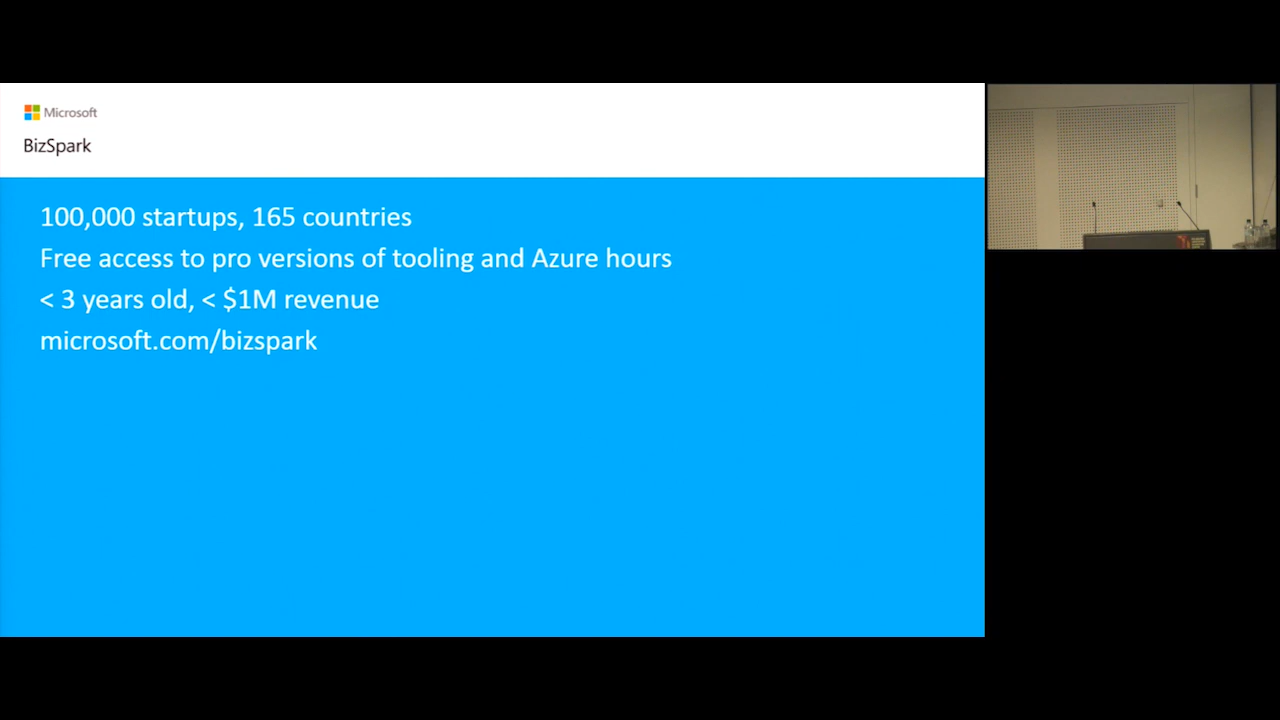 Microsoft
BizSpark
100,000 startups, 165 countries
Free access to pro versions of tooling and Azure hours
< 3 years old, < $1M revenue
microsoft.com/bizspark